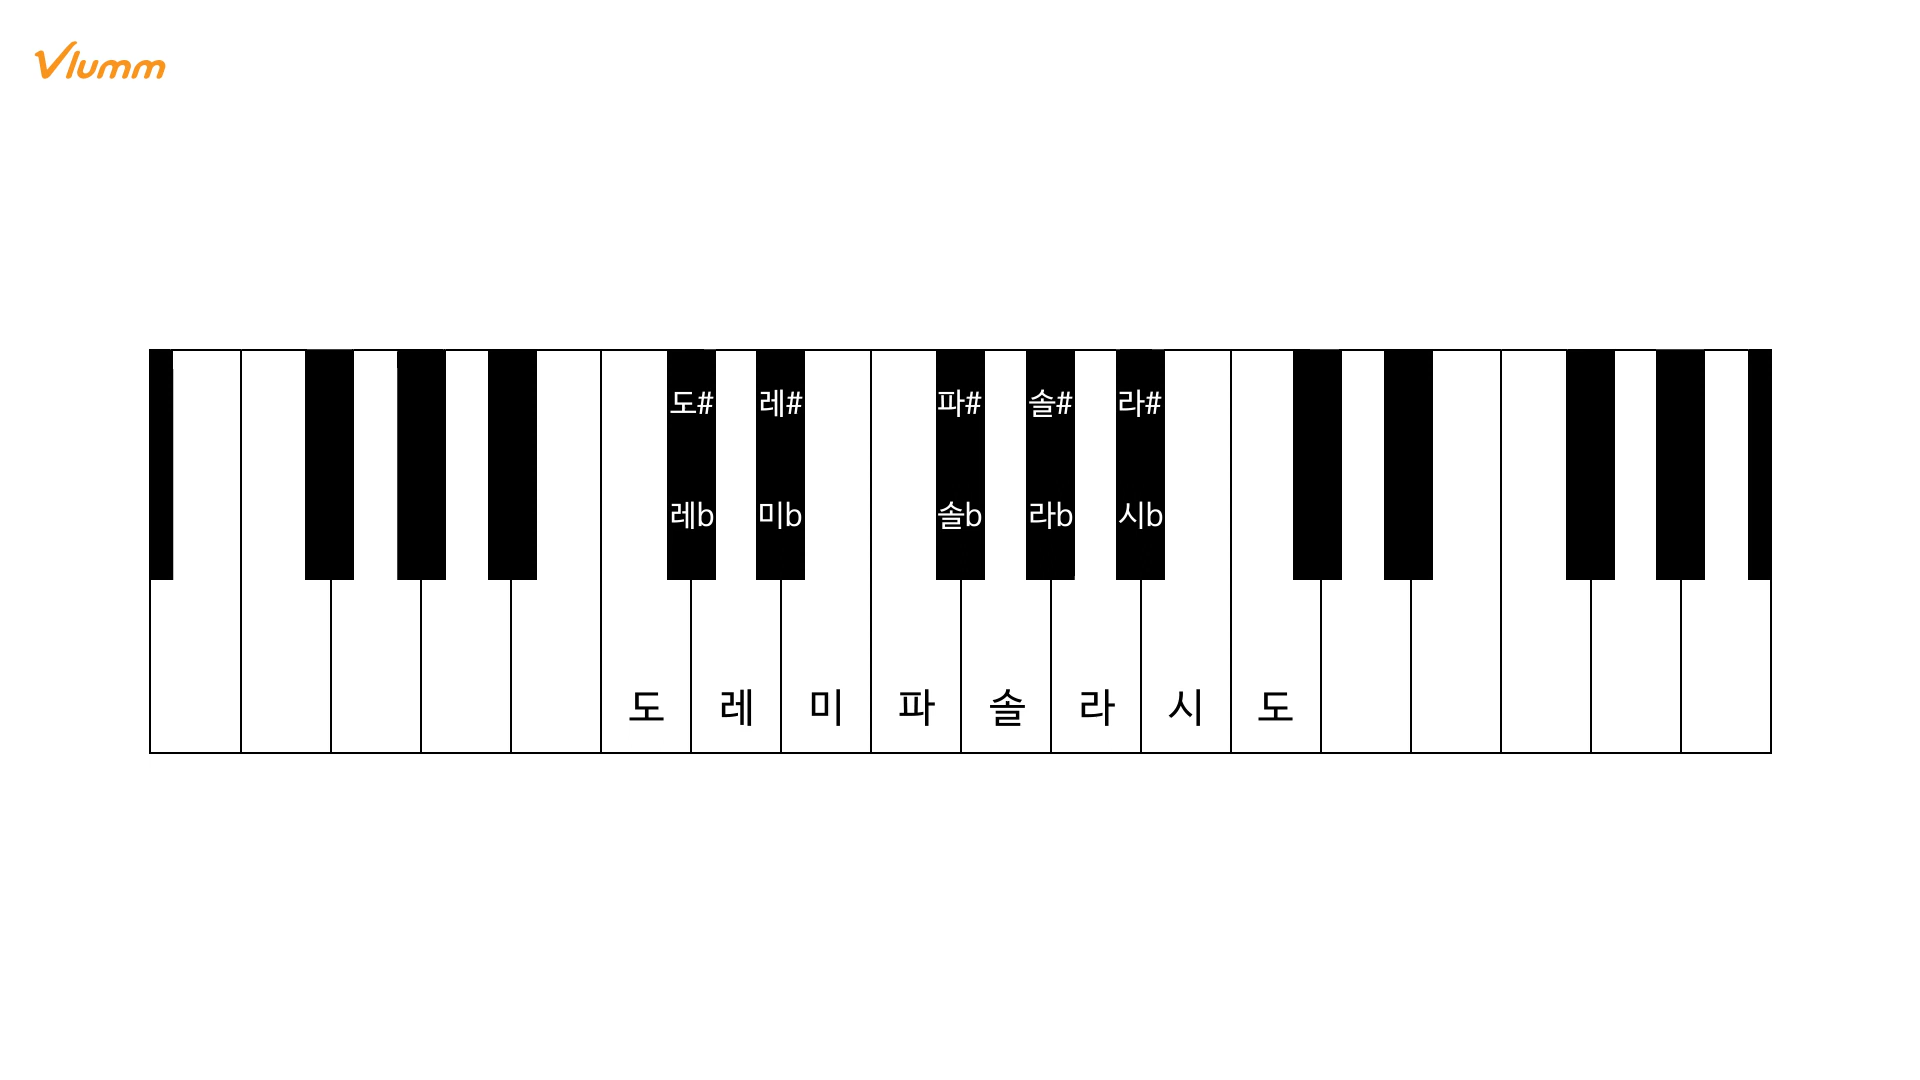 Vlumm
도# 레# 파# 솔# 라#
레b 미b 솔b 라b 시b
도 레 미 파 솔 라 시 도